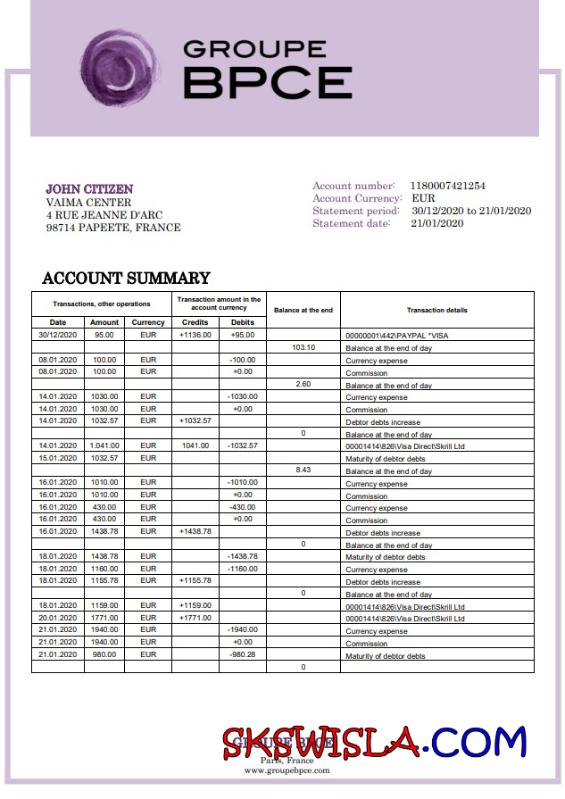 GROUPE
BPCE
JOHN CITIZEN
VAIMA CENTER
4 RUE JEANNE D'ARC
98714 PAPEETE, FRANCE
Account number: 1180007421254
Account Currency: EUR
Statement period: 30/12/2020 to 21/01/2020
Statement date: 21/01/2020
ACCOUNT SUMMARY
Transactions, other operations Transaction amount in the account currency Balance at the end Transaction details
Date Amount Currency Credits Debits
30/12/2020 95.00 EUR +1136.00 +95.00 00000001\442\PAYPAL *VISA
103.10 Balance at the end of day
08.01.2020 100.00 EUR -100.00 Currency expense
08.01.2020 100.00 EUR +0.00 Commission
2.60 Balance at the end of day
14.01.2020 1030.00 EUR -1030.00 Currency expense
14.01.2020 1030.00 EUR +0.00 Commission
14.01.2020 1032.57 EUR +1032.57 Debtor debts increase
0 Balance at the end of day
14.01.2020 1.041.00 EUR 1041.00 -1032.57 00001414\826\Visa Direct\Skrill Ltd
15.01.2020 1032.57 EUR Maturity of debtor debts
8.43 Balance at the end of day
16.01.2020 1010.00 EUR -1010.00 Currency expense
16.01.2020 1010.00 EUR +0.00 Commission
16.01.2020 430.00 EUR -430.00 Currency expense
16.01.2020 430.00 EUR +0.00 Commission
16.01.2020 1438.78 EUR +1438.78 Debtor debts increase
0 Balance at the end of day
18.01.2020 1438.78 EUR -1438.78 Maturity of debtor debts
18.01.2020 1160.00 EUR -1160.00 Currency expense
18.01.2020 1155.78 EUR +1155.78 Debtor debts increase
0 Balance at the end of day
18.01.2020 1159.00 EUR +1159.00 00001414\826\Visa Direct\Skrill Ltd
20.01.2020 1771.00 EUR +1771.00 00001414\826\Visa Direct\Skrill Ltd
21.01.2020 1940.00 EUR -1940.00 Currency expense
21.01.2020 1940.00 EUR +0.00 Commission
21.01.2020 980.00 EUR -980.28 Maturity of debtor debts
0
SKSWISLA.COM
GROUPE BPCE
Paris, France
www.groupebpce.com